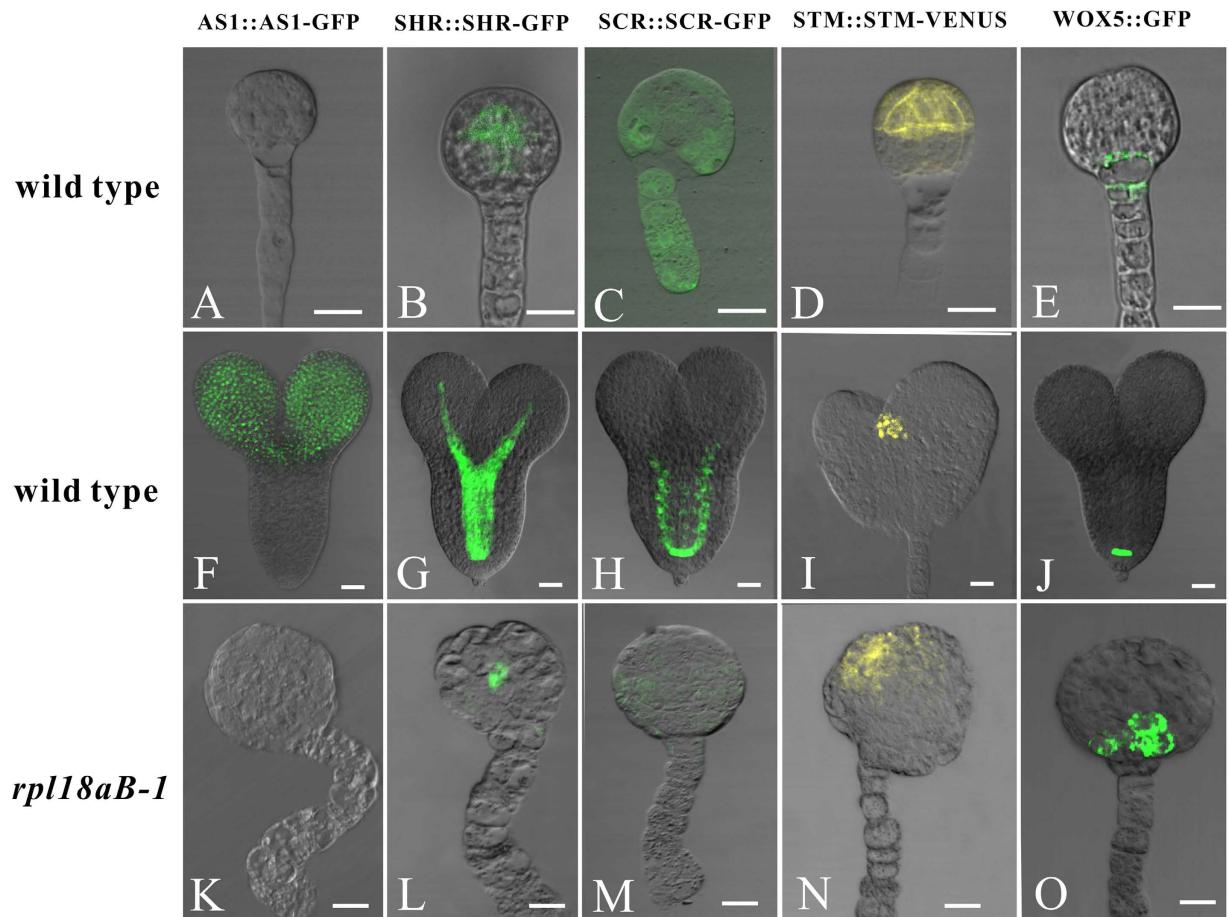 AS1::AS1-GFP SHR::SHR-GFP SCR::SCR-GFP STM::STM-VENUS WOX5::GFP
wild type
A B C D E
wild type
F G H I J
rpl18aB-1
K L M N O